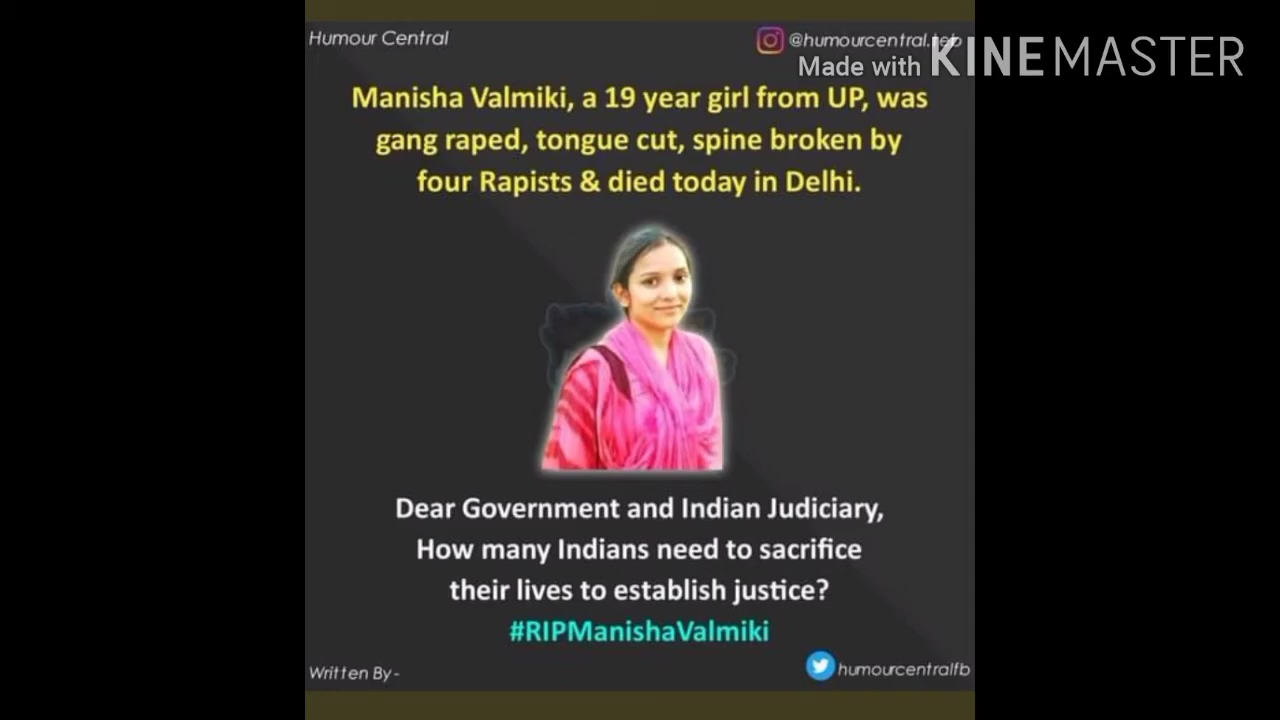 Humour Central
@humourcentral.
Made with KINEMASTER
Manisha Valmiki, a 19 year girl from UP, was
gang raped, tongue cut, spine broken by
four Rapists & died today in Delhi.
Dear Government and Indian Judiciary,
How many Indians need to sacrifice
their lives to establish justice?
#RIPManishaValmiki
Written By-
humourcentralfb